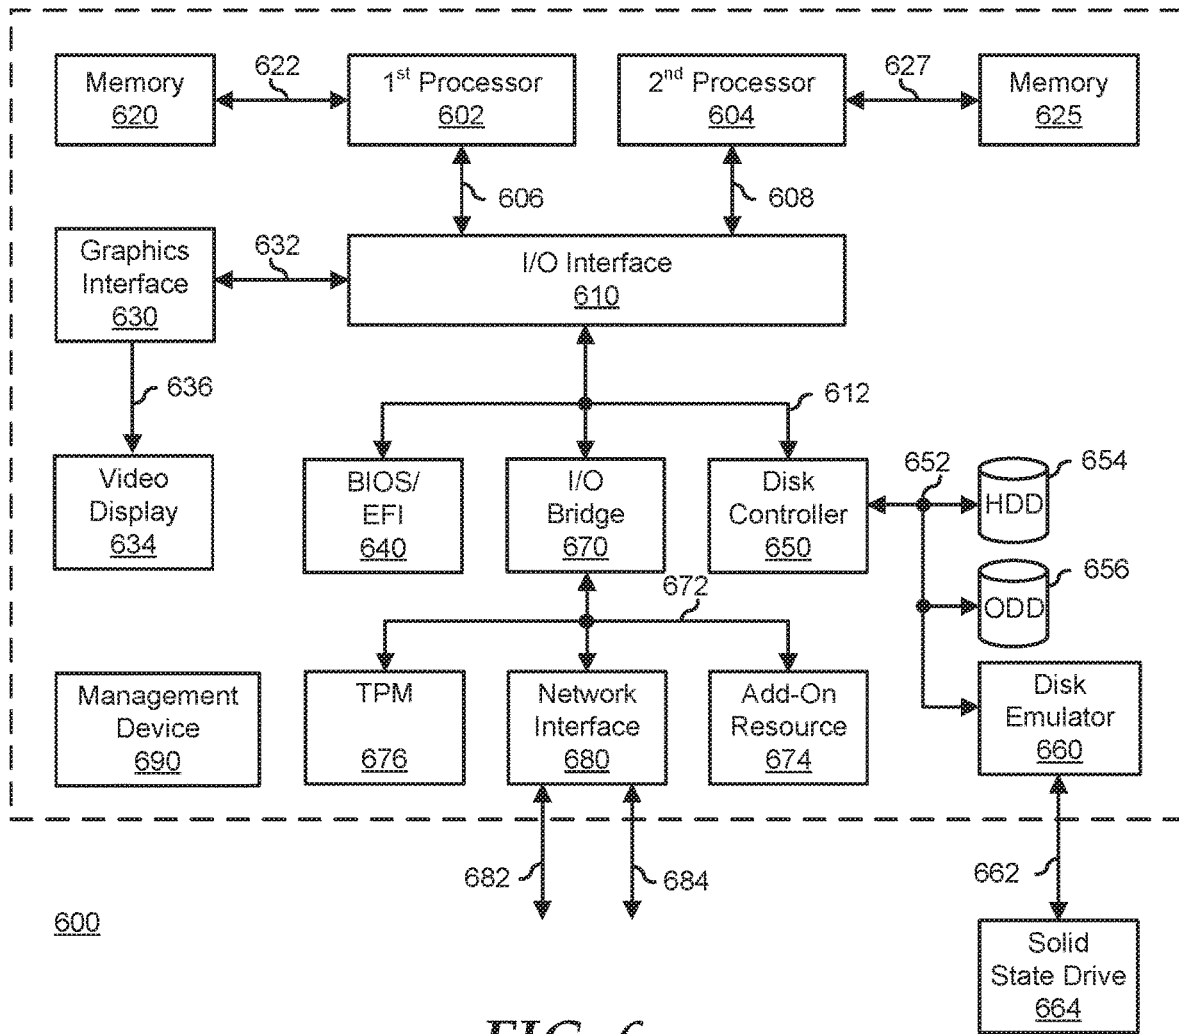 Memory
620
622
1st Processor
602
2nd Processor
604
627
Memory
625
606
608
Graphics
Interface
630
632
I/O Interface
610
636
612
Video
Display
634
BIOS/
EFI
640
I/O
Bridge
670
Disk
Controller
650
652
HDD
654
ODD
656
672
Management
Device
690
TPM
676
Network
Interface
680
Add-On
Resource
674
Disk
Emulator
660
682
684
662
600
Solid
State Drive
664
FIG. 6